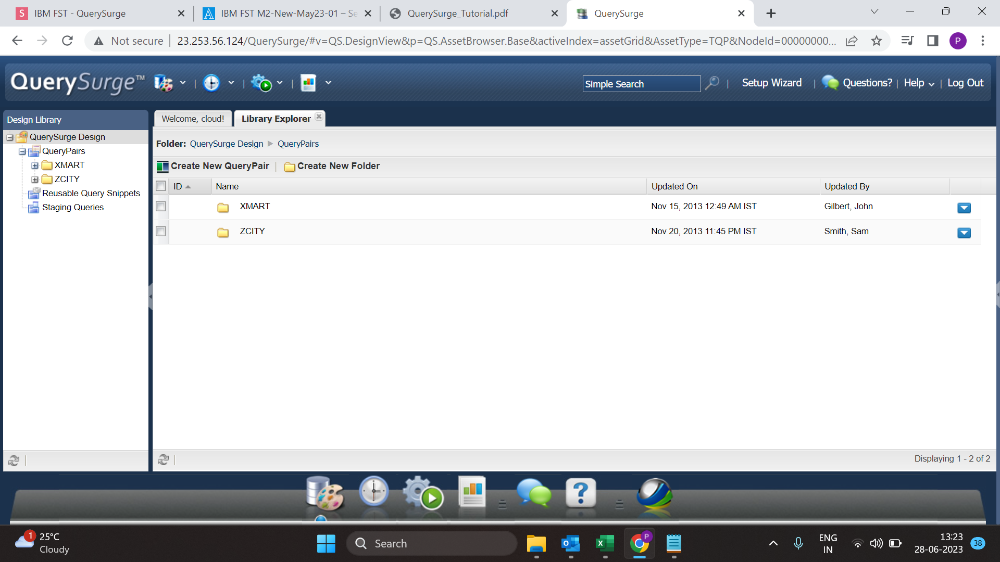 IBM FST - QuerySurge
IBM FST M2-New-May23-01 – Se
QuerySurge_Tutorial.pdf
QuerySurge
Not secure
23.253.56.124/QuerySurge/#v=QS.DesignView&p=QS.AssetBrowser.Base&activeIndex=assetGrid&AssetType=TQP&NodeId=00000000...
P
QuerySurge™
Simple Search
Setup Wizard
Questions?
Help
Log Out
Design Library
QuerySurge Design
QueryPairs
XMART
ZCITY
Reusable Query Snippets
Staging Queries
Welcome, cloud!
Library Explorer
Folder: QuerySurge Design QueryPairs
Create New QueryPair
Create New Folder
ID Name Updated On Updated By
XMART Nov 15, 2013 12:49 AM IST Gilbert, John
ZCITY Nov 20, 2013 11:45 PM IST Smith, Sam
Displaying 1 - 2 of 2
1
25°C
Cloudy
Search
P
ENG
IN
13:23
28-06-2023
38